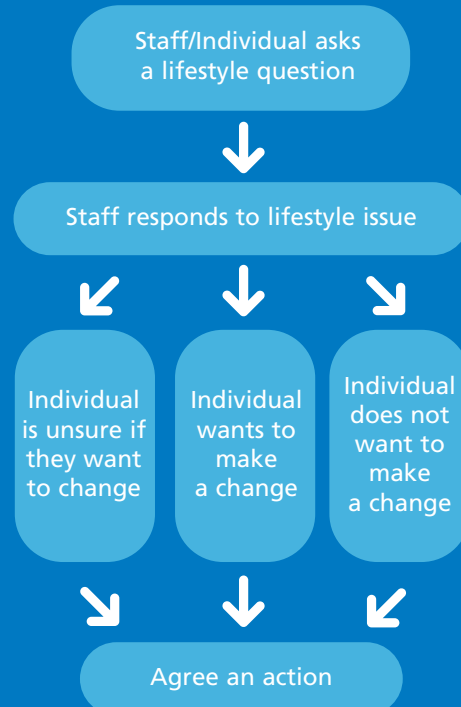 Staff/Individual asks
a lifestyle question
Staff responds to lifestyle issue
Individual
is unsure if
they want
to change
Individual
wants to
make
a change
Individual
does not
want to
make
a change
Agree an action